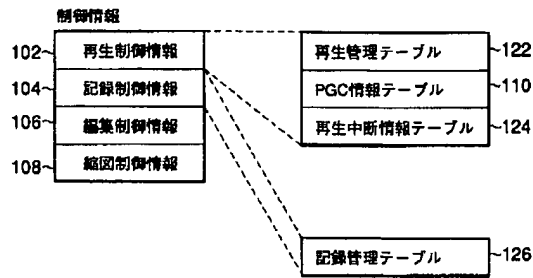 制御情報
102 再生制御情報
104 記録制御情報
106 編集制御情報
108 縮図制御情報
再生管理テーブル 122
PGC情報テーブル 110
再生中断情報テーブル 124
記録管理テーブル 126